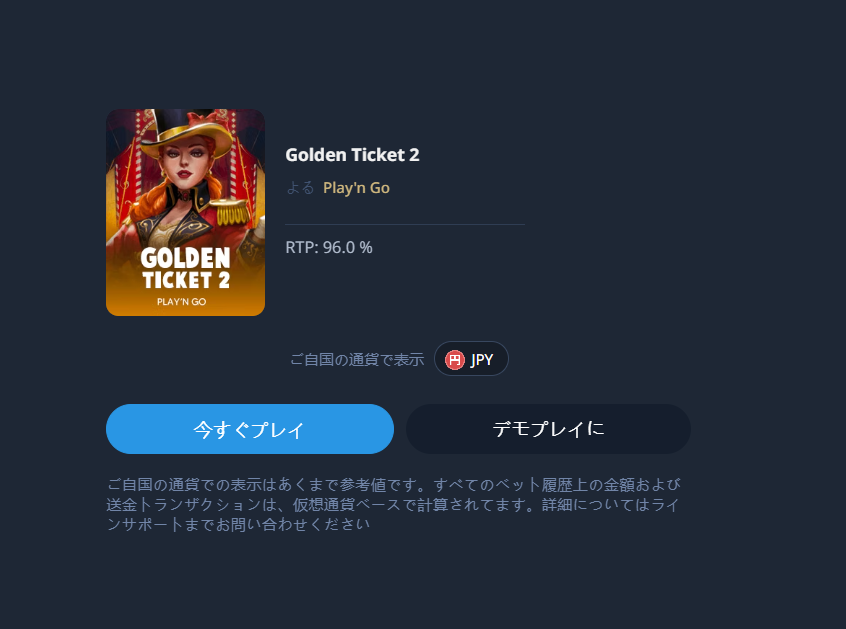 Golden Ticket 2
よる Play'n Go
RTP: 96.0 %
GOLDEN
TICKET 2
PLAY'N GO
ご自国の通貨で表示 円 JPY
今すぐプレイ
デモプレイに
ご自国の通貨での表示はあくまで参考値です。すべてのベット履歴上の金額および
送金トランザクションは、仮想通貨ベースで計算されてます。詳細についてはライ
ンサポートまでお問い合わせください